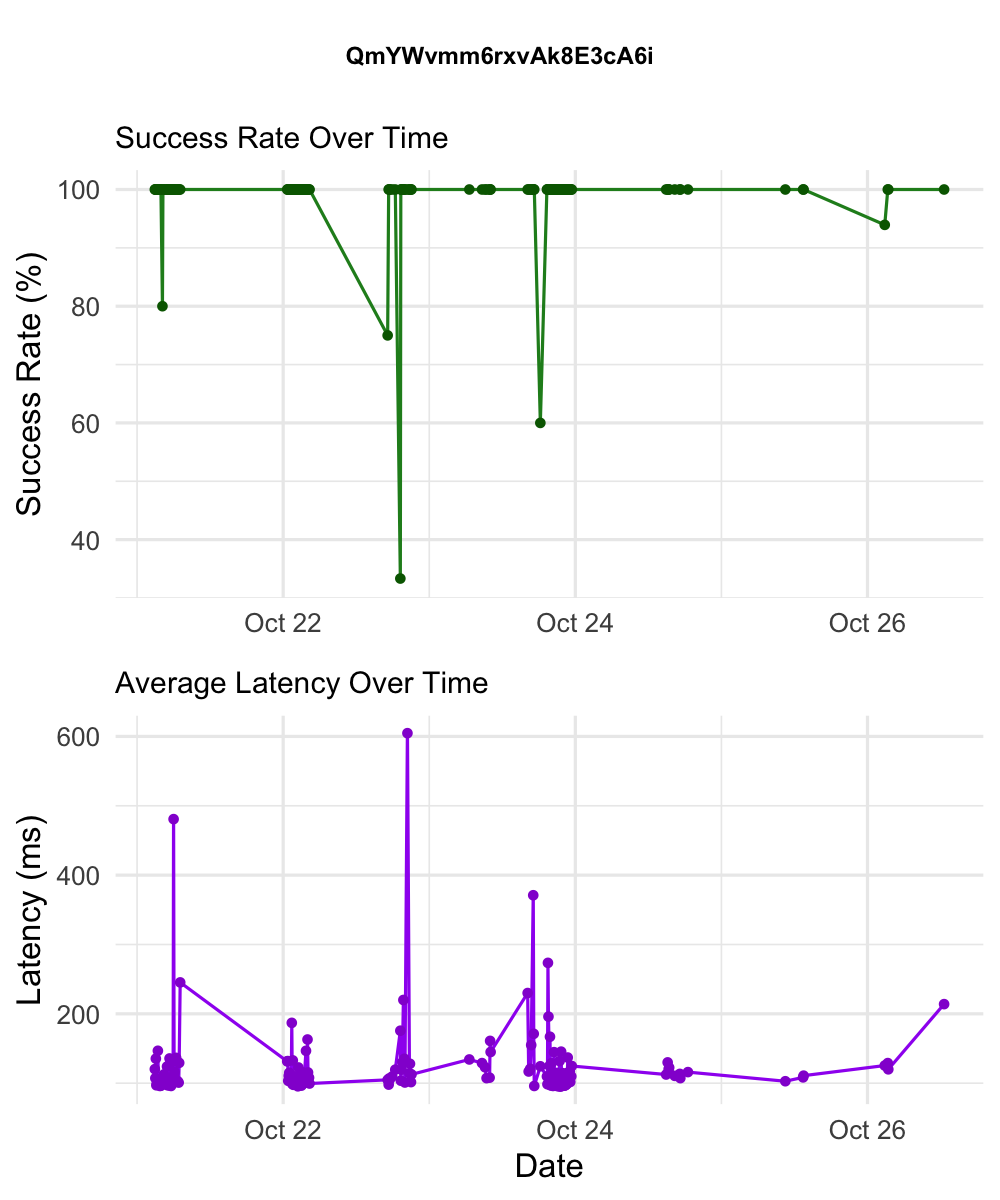 QmYWvmm6rxvAk8E3cA6i
Success Rate Over Time
Success Rate (%)
100
80
60
40
Oct 22
Oct 24
Oct 26
Average Latency Over Time
Latency (ms)
600
400
200
Oct 22
Oct 24
Oct 26
Date